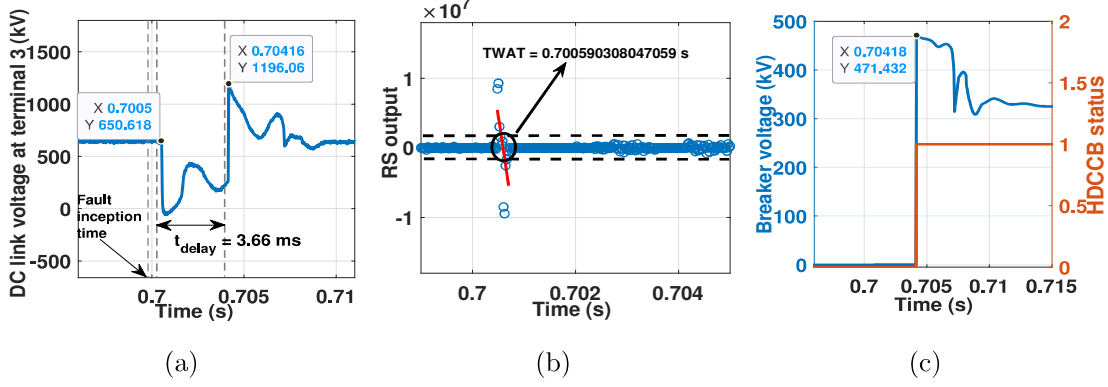 DC link voltage at terminal 3 (kV)
1500
1000
500
0
-500
X 0.7005
Y 650.618
X 0.70416
Y 1196.06
Fault
inception
time
t_delay = 3.66 ms
0.7
0.705
0.71
Time (s)
(a)
×10^7
RS output
1
0
-1
TWAT = 0.700590308047059 s
0.7
0.702
0.704
Time (s)
(b)
Breaker voltage (kV)
500
400
300
200
100
0
X 0.70418
Y 471.432
2
1.5
1
0.5
0
HDCCB status
0.7
0.705
0.71
0.715
Time (s)
(c)